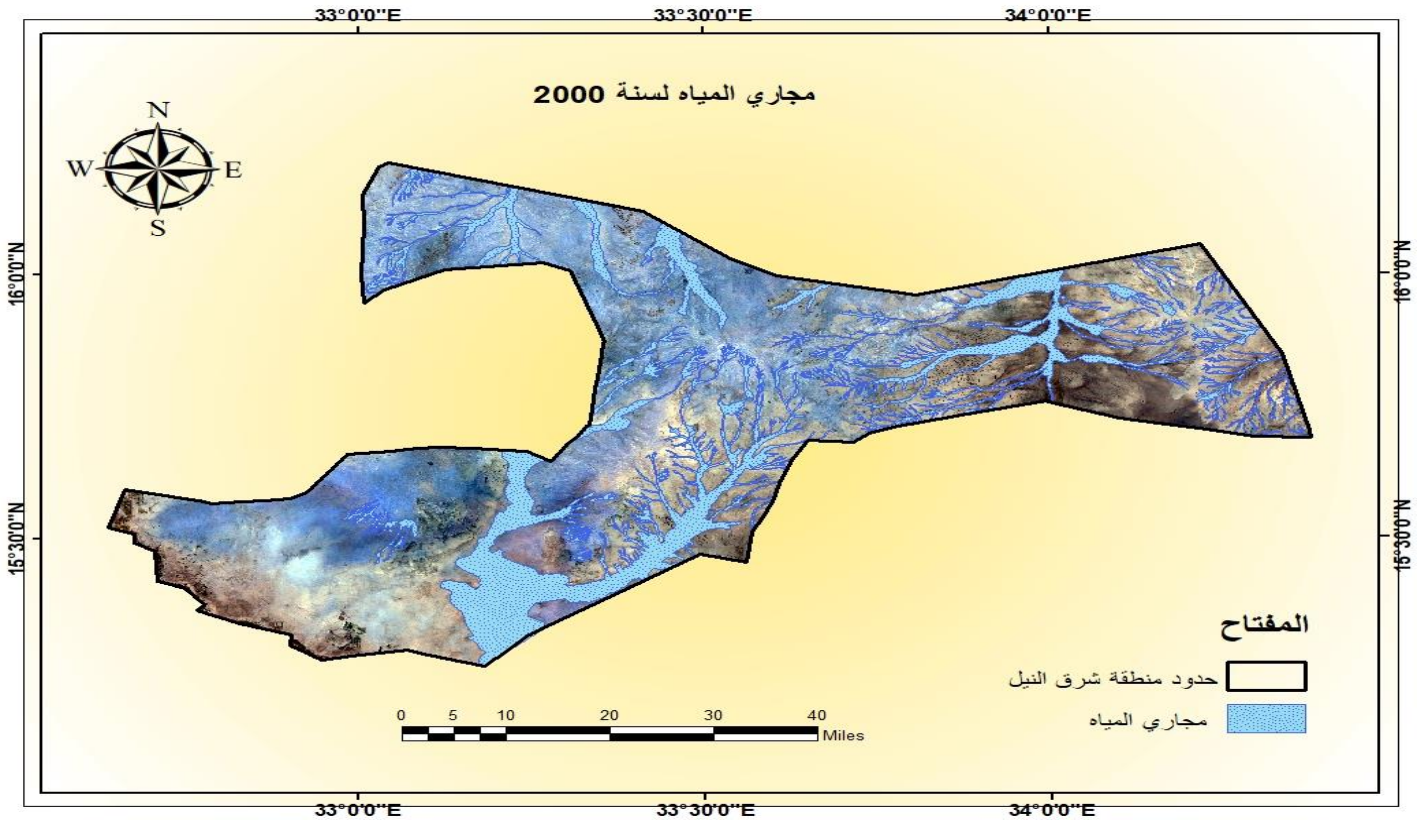 33°0'0"E 33°30'0"E 34°0'0"E
مجاري المياه لسنة 2000
N
W E
S
16°0'0"N 16°0'0"N
15°30'0"N 15°30'0"N
المفتاح
حدود منطقة شرق النيل
مجاري المياه
0 5 10 20 30 40
Miles
33°0'0"E 33°30'0"E 34°0'0"E